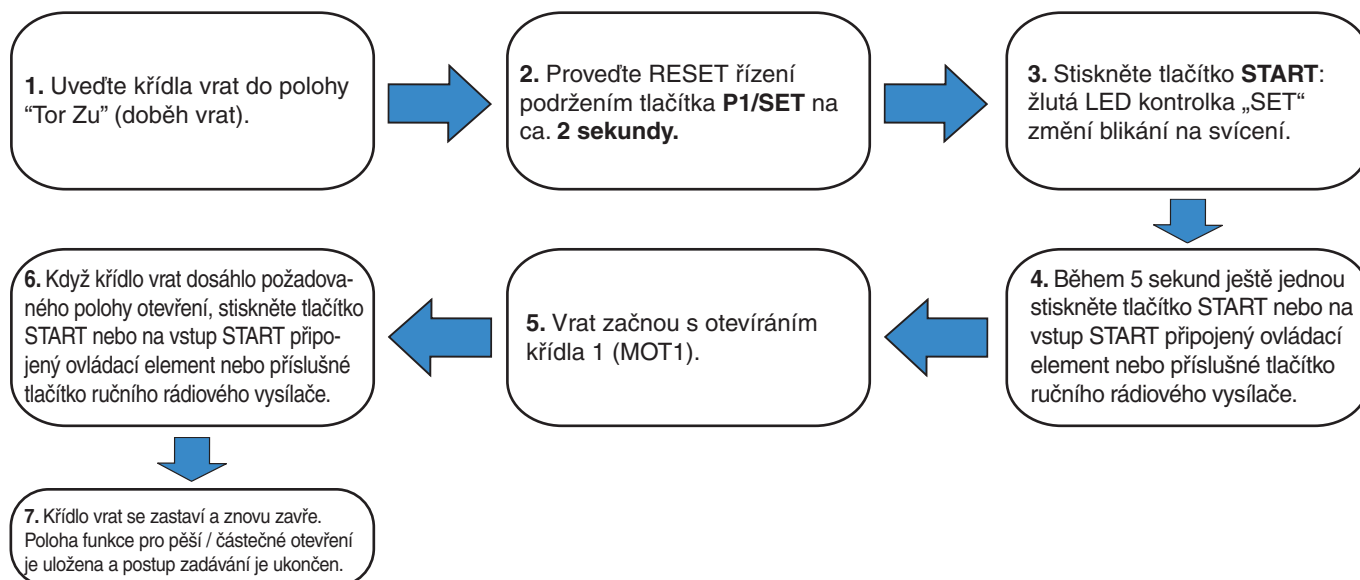 1. Uveďte křídla vrat do polohy
“Tor Zu” (doběh vrat).
2. Proveďte RESET řízení
podržením tlačítka P1/SET na
ca. 2 sekundy.
3. Stiskněte tlačítko START:
žlutá LED kontrolka „SET“
změní blikání na svícení.
4. Během 5 sekund ještě jednou
stiskněte tlačítko START nebo na
vstup START připojený ovládací
element nebo příslušné tlačítko
ručního rádiového vysílače.
5. Vrat začnou s otevíráním
křídla 1 (MOT1).
6. Když křídlo vrat dosáhlo požadova-
ného polohy otevření, stiskněte tlačítko
START nebo na vstup START připo-
jený ovládací element nebo příslušné
tlačítko ručního rádiového vysílače.
7. Křídlo vrat se zastaví a znovu zavře.
Poloha funkce pro pěší / částečné otevření
je uložena a postup zadávání je ukončen.